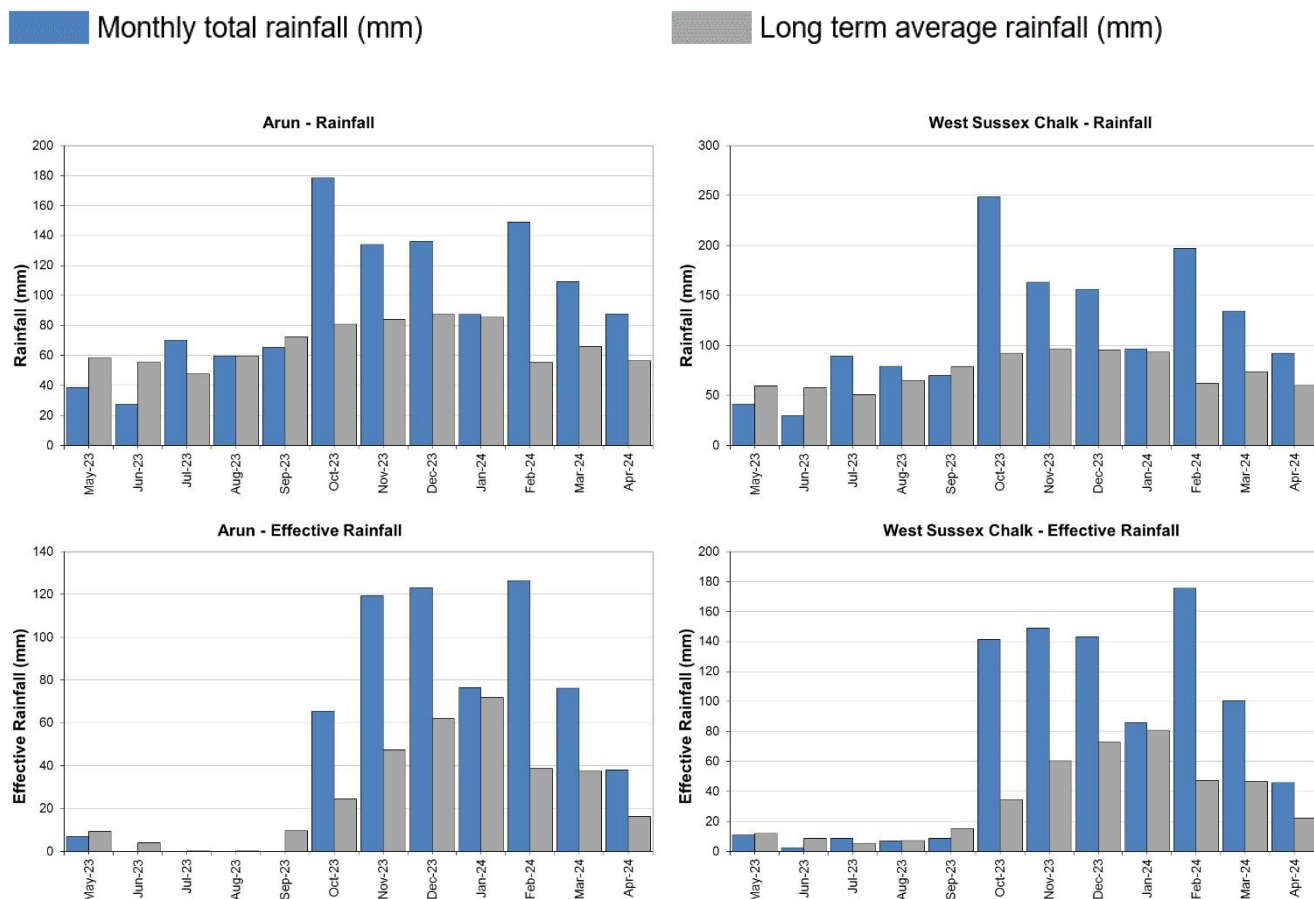 Monthly total rainfall (mm)
Long term average rainfall (mm)
Arun - Rainfall
Rainfall (mm)
200
180
160
140
120
100
80
60
40
20
0
May-23
Jun-23
Jul-23
Aug-23
Sep-23
Oct-23
Nov-23
Dec-23
Jan-24
Feb-24
Mar-24
Apr-24
West Sussex Chalk - Rainfall
Rainfall (mm)
300
250
200
150
100
50
0
May-23
Jun-23
Jul-23
Aug-23
Sep-23
Oct-23
Nov-23
Dec-23
Jan-24
Feb-24
Mar-24
Apr-24
Arun - Effective Rainfall
Effective Rainfall (mm)
140
120
100
80
60
40
20
0
May-23
Jun-23
Jul-23
Aug-23
Sep-23
Oct-23
Nov-23
Dec-23
Jan-24
Feb-24
Mar-24
Apr-24
West Sussex Chalk - Effective Rainfall
Effective Rainfall (mm)
200
180
160
140
120
100
80
60
40
20
0
May-23
Jun-23
Jul-23
Aug-23
Sep-23
Oct-23
Nov-23
Dec-23
Jan-24
Feb-24
Mar-24
Apr-24